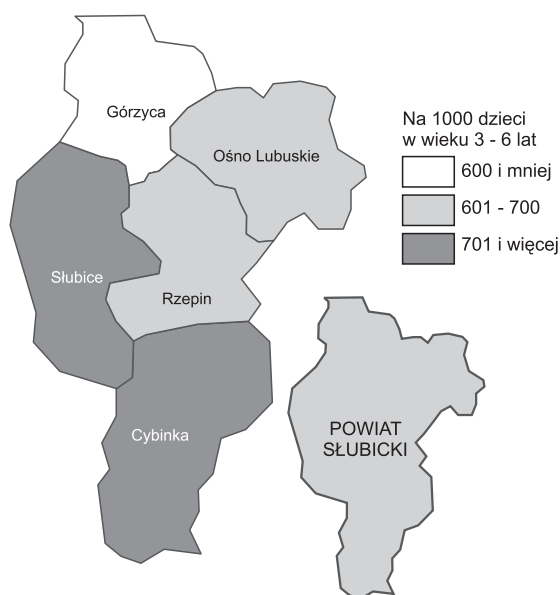 Górzyca
Ośno Lubuskie
Słubice
Rzepin
Cybinka
Na 1000 dzieci
w wieku 3 - 6 lat
600 i mniej
601 - 700
701 i więcej
POWIAT
SŁUBICKI